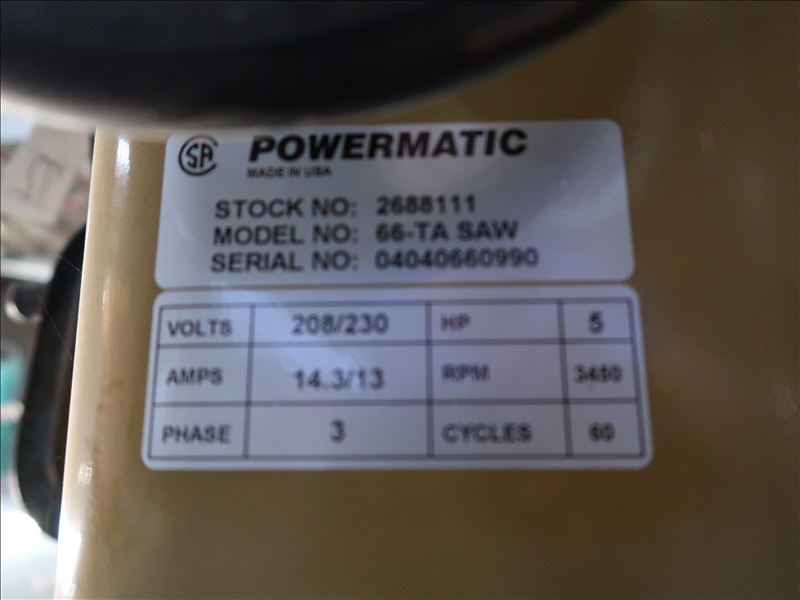 SA
POWERMATIC
MADE IN USA
STOCK NO: 2688111
MODEL NO: 66-TA SAW
SERIAL NO: 04040660990
VOLTS 208/230 HP 5
AMPS 14.3/13 RPM 3450
PHASE 3 CYCLES 60